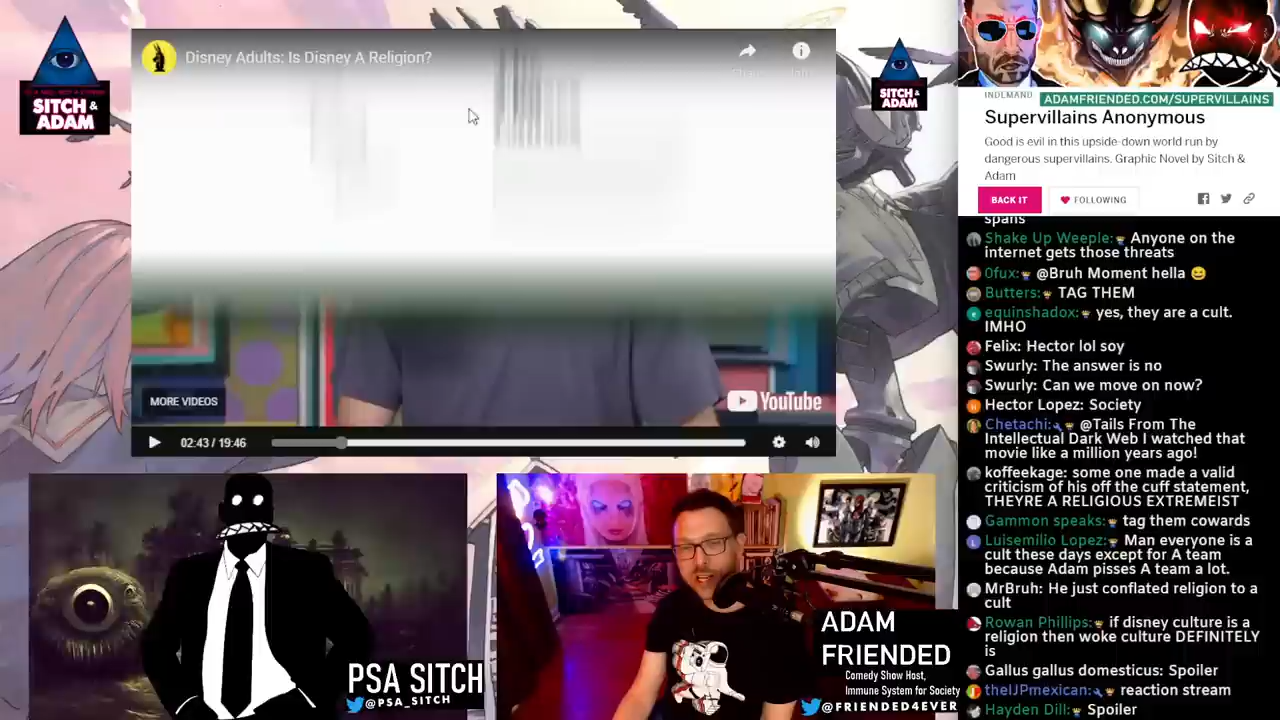 Disney Adults: Is Disney A Religion?
SITCH &
ADAM
SITCH &
ADAM
MORE VIDEOS
YouTube
02:43 / 19:46
PSA SITCH
@PSA_SITCH
ADAM
FRIENDED
Comedy Show Host,
Immune System for Society
@FRIENDED4EVER
INDEMAND
ADAMFRIENDED.COM/SUPERVILLAINS
Supervillains Anonymous
Good is evil in this upside-down world run by
dangerous supervillains. Graphic Novel by Sitch &
Adam
BACK IT
FOLLOWING
spans
Shake Up Weeple: Anyone on the
internet gets those threats
0fux: @Bruh Moment hella
Butters: TAG THEM
equinshadox: yes, they are a cult.
IMHO
Felix: Hector lol soy
Swurly: The answer is no
Swurly: Can we move on now?
Hector Lopez: Society
Chetachi: @Tails From The
Intellectual Dark Web I watched that
movie like a million years ago!
koffeekage: some one made a valid
criticism of his off the cuff statement,
THEYRE A RELIGIOUS EXTREMEIST
Gammon speaks: tag them cowards
Luisemilio Lopez: Man everyone is a
cult these days except for A team
because Adam pisses A team a lot.
MrBruh: He just conflated religion to a
cult
Rowan Phillips: if disney culture is a
religion then woke culture DEFINITELY
is
Gallus gallus domesticus: Spoiler
theIJPmexican: reaction stream
Hayden Dill: Spoiler